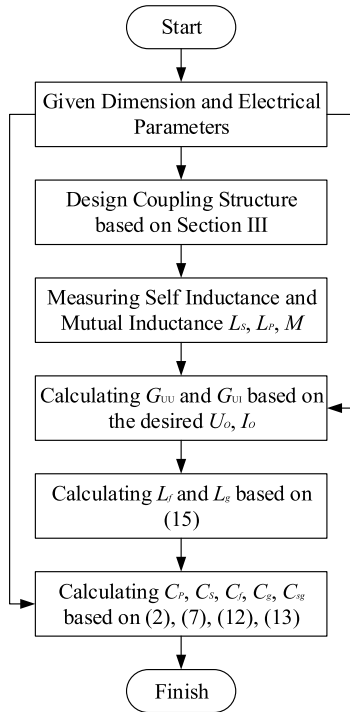 Start
Given Dimension and Electrical
Parameters
Design Coupling Structure
based on Section III
Measuring Self Inductance and
Mutual Inductance LS, LP, M
Calculating GUU and GUI based on
the desired Uo, Io
Calculating Lf and Lg based on
(15)
Calculating CP, CS, Cf, Cg, Csg
based on (2), (7), (12), (13)
Finish